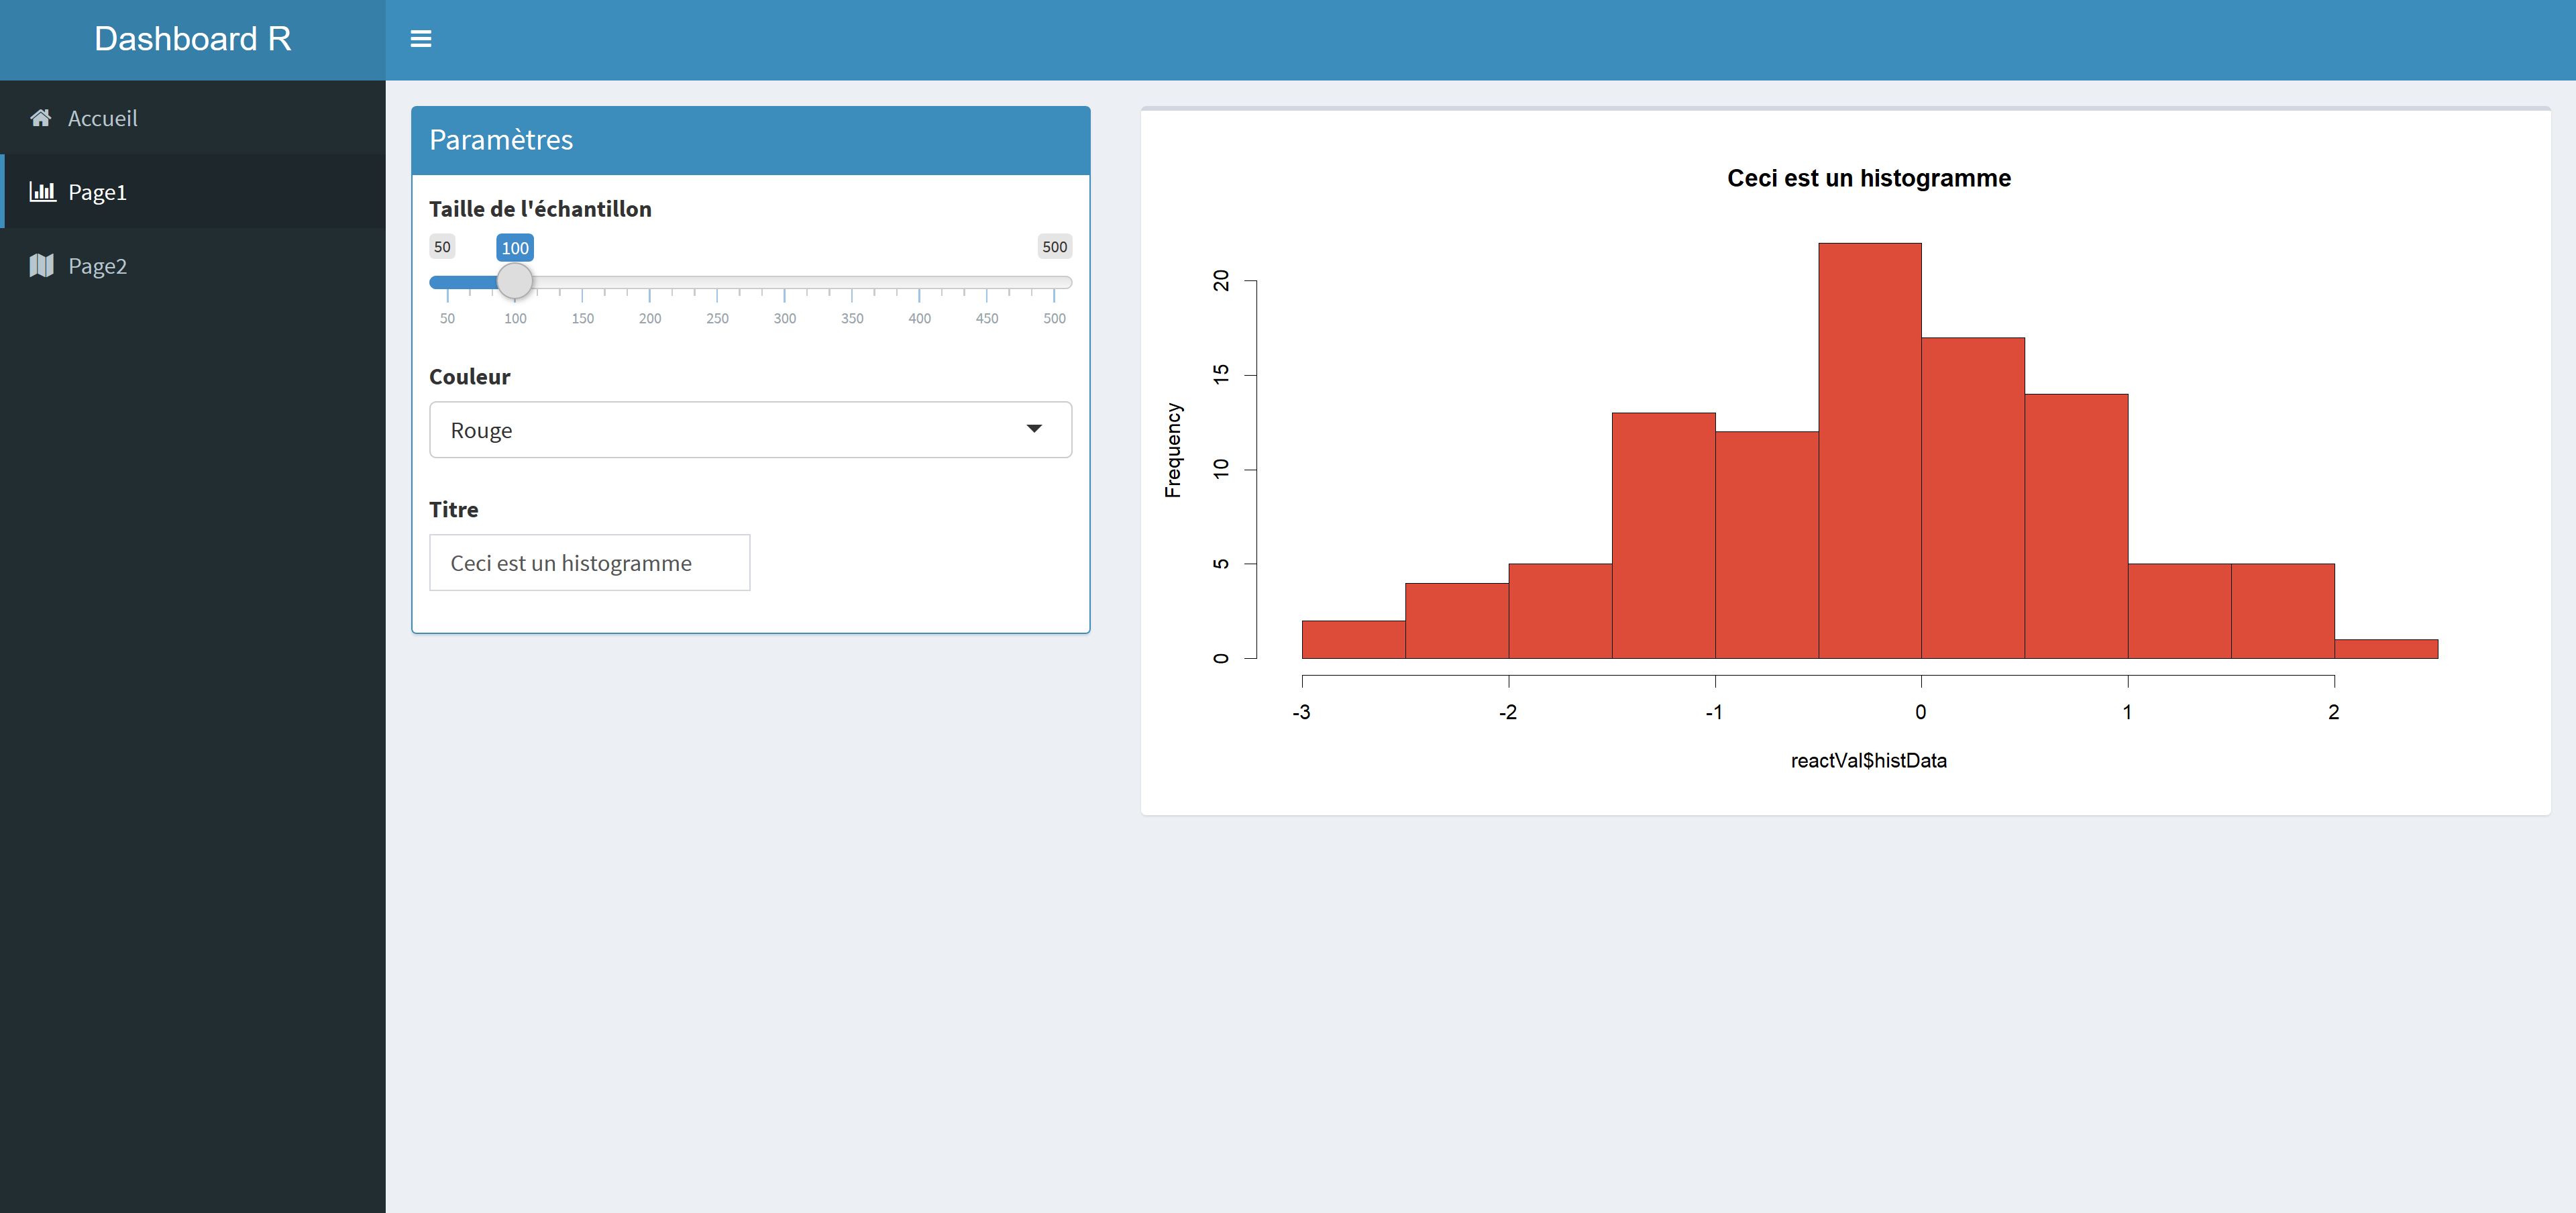 Dashboard R
Accueil
Page1
Page2
Paramètres
Taille de l'échantillon
50 100 500
50 100 150 200 250 300 350 400 450 500
Couleur
Rouge
Titre
Ceci est un histogramme
Ceci est un histogramme
Frequency
20
15
10
5
0
-3 -2 -1 0 1 2
reactVal$histData